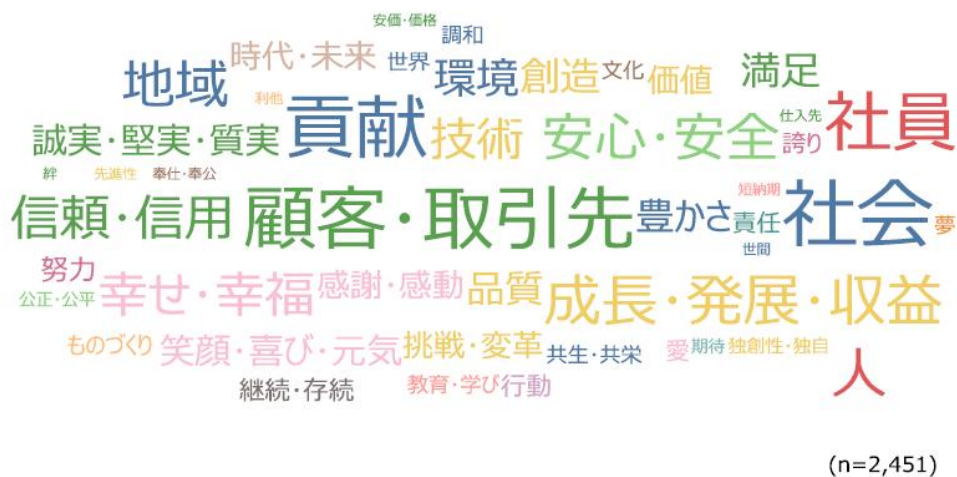 安価・価格
調和
時代・未来
世界
地域
環境
創造
文化
価値
満足
利他
誠実・堅実・質実
貢献
技術
安心・安全
仕入先
誇り
社員
絆
先進性
奉仕・奉公
信頼・信用
顧客・取引先
豊かさ
短納期
責任
世間
社会
夢
努力
公正・公平
幸せ・幸福
感謝・感動
品質
成長・発展・収益
ものづくり
笑顔・喜び・元気
挑戦・変革
共生・共栄
愛
期待
独創性・独自
人
継続・存続
教育・学び
行動
(n=2,451)